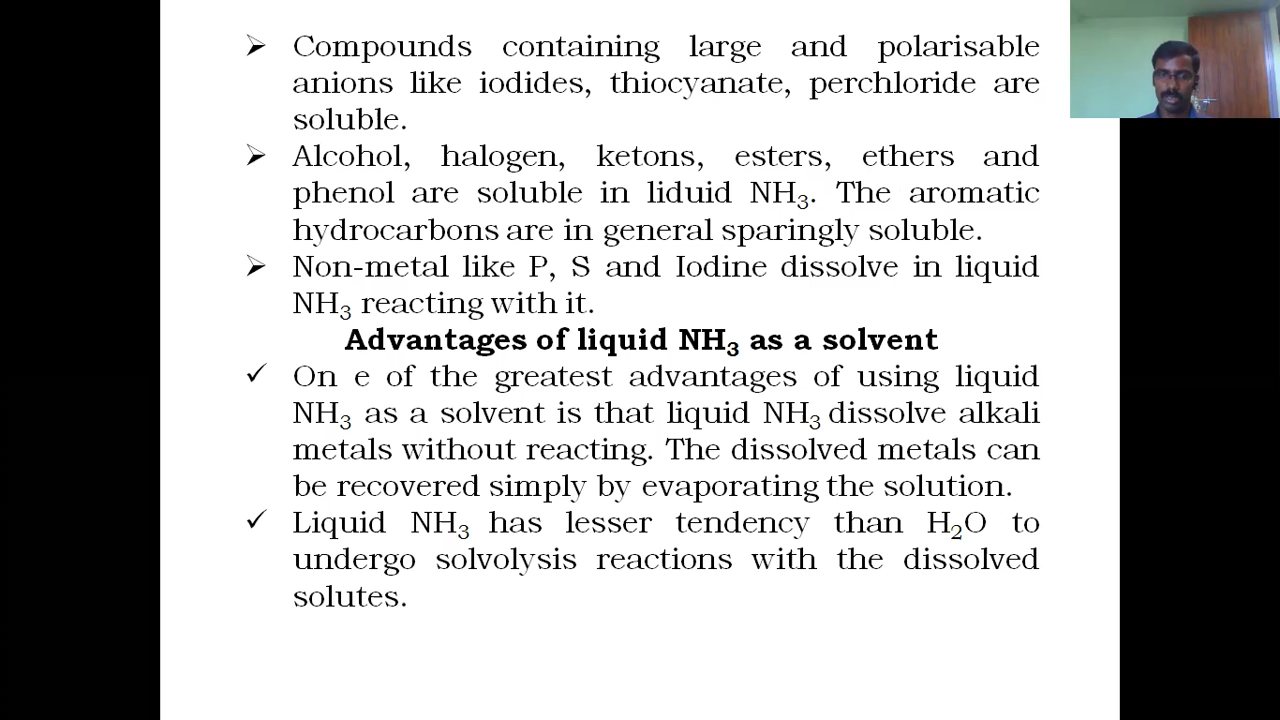 ➢ Compounds containing large and polarisable
anions like iodides, thiocyanate, perchloride are
soluble.
➢ Alcohol, halogen, ketons, esters, ethers and
phenol are soluble in liduid NH₃. The aromatic
hydrocarbons are in general sparingly soluble.
➢ Non-metal like P, S and Iodine dissolve in liquid
NH₃ reacting with it.
Advantages of liquid NH₃ as a solvent
✓ On e of the greatest advantages of using liquid
NH₃ as a solvent is that liquid NH₃ dissolve alkali
metals without reacting. The dissolved metals can
be recovered simply by evaporating the solution.
✓ Liquid NH₃ has lesser tendency than H₂O to
undergo solvolysis reactions with the dissolved
solutes.